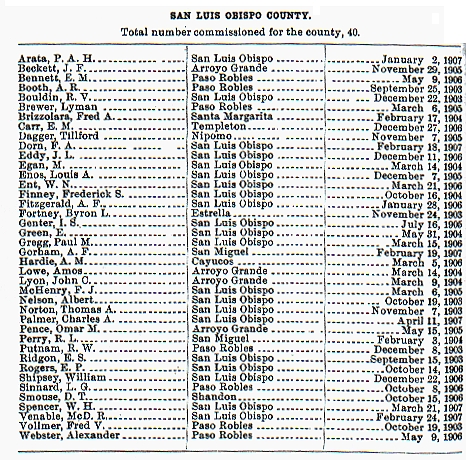 SAN LUIS OBISPO COUNTY.
Total number commissioned for the county, 40.
Arata, P. A. H. San Luis Obispo January 2, 1907
Beckett, J. F. Arroyo Grande November 29, 1905
Bennett, E. M. Paso Robles May 9, 1906
Booth, A. R. Paso Robles September 25, 1903
Bouldin, R. V. San Luis Obispo December 22, 1903
Brewer, Lyman Paso Robles March 6, 1905
Brizzolara, Fred A. Santa Margarita February 17, 1904
Carr, E. M. Templeton December 27, 1906
Dagger, Tilliford Nipomo November 7, 1905
Dorn, F. A. San Luis Obispo February 18, 1907
Eddy, J. L. San Luis Obispo December 11, 1906
Egan, M. San Luis Obispo March 14, 1904
Enos, Louis A. San Luis Obispo December 7, 1905
Ent, W. N. San Luis Obispo March 21, 1906
Finney, Frederick S. San Luis Obispo October 16, 1904
Fitzgerald, A. F. San Luis Obispo January 28, 1906
Fortney, Byron L. Estrella November 24, 1903
Genter, I. S. San Luis Obispo July 16, 1905
Green, E. San Luis Obispo May 31, 1904
Gregg, Paul M. San Luis Obispo March 15, 1906
Gorham, A. F. San Miguel February 19, 1907
Hardie, A. M. Cayucos March 5, 1906
Lowe, Amos Arroyo Grande March 14, 1904
Lyon, John C. Arroyo Grande March 9, 1904
McHenry, F. J. San Luis Obispo March 6, 1905
Nelson, Albert San Luis Obispo October 19, 1903
Norton, Thomas A. San Luis Obispo November 7, 1903
Palmer, Charles A. San Luis Obispo April 11, 1907
Pence, Omar M. Arroyo Grande May 15, 1905
Perry, R. L. San Miguel February 3, 1904
Putnam, R. W. Paso Robles December 8, 1903
Ridgon, E. S. San Luis Obispo September 15, 1903
Rogers, E. P. San Luis Obispo October 14, 1906
Shipsey, William San Luis Obispo December 22, 1906
Sinnard, L. G. Paso Robles October 8, 1906
Smouse, D. T. Shandon October 15, 1906
Spencer, W. H. San Luis Obispo March 21, 1907
Venable, McD. R. San Luis Obispo February 24, 1907
Vollmer, Fred V. Paso Robles October 19, 1903
Webster, Alexander Paso Robles May 9, 1906